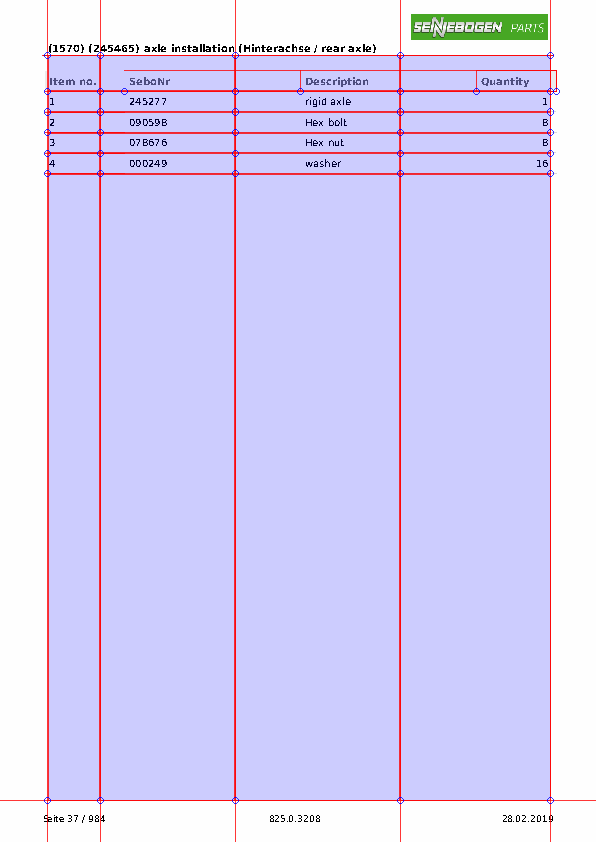 SENNEBOGEN PARTS
(1570) (245465) axle installation (Hinterachse / rear axle)
Item no. SeboNr Description Quantity
1 245277 rigid axle 1
2 090598 Hex bolt 8
3 078676 Hex nut 8
4 000249 washer 16
Seite 37 / 984 825.0.3208 28.02.2019